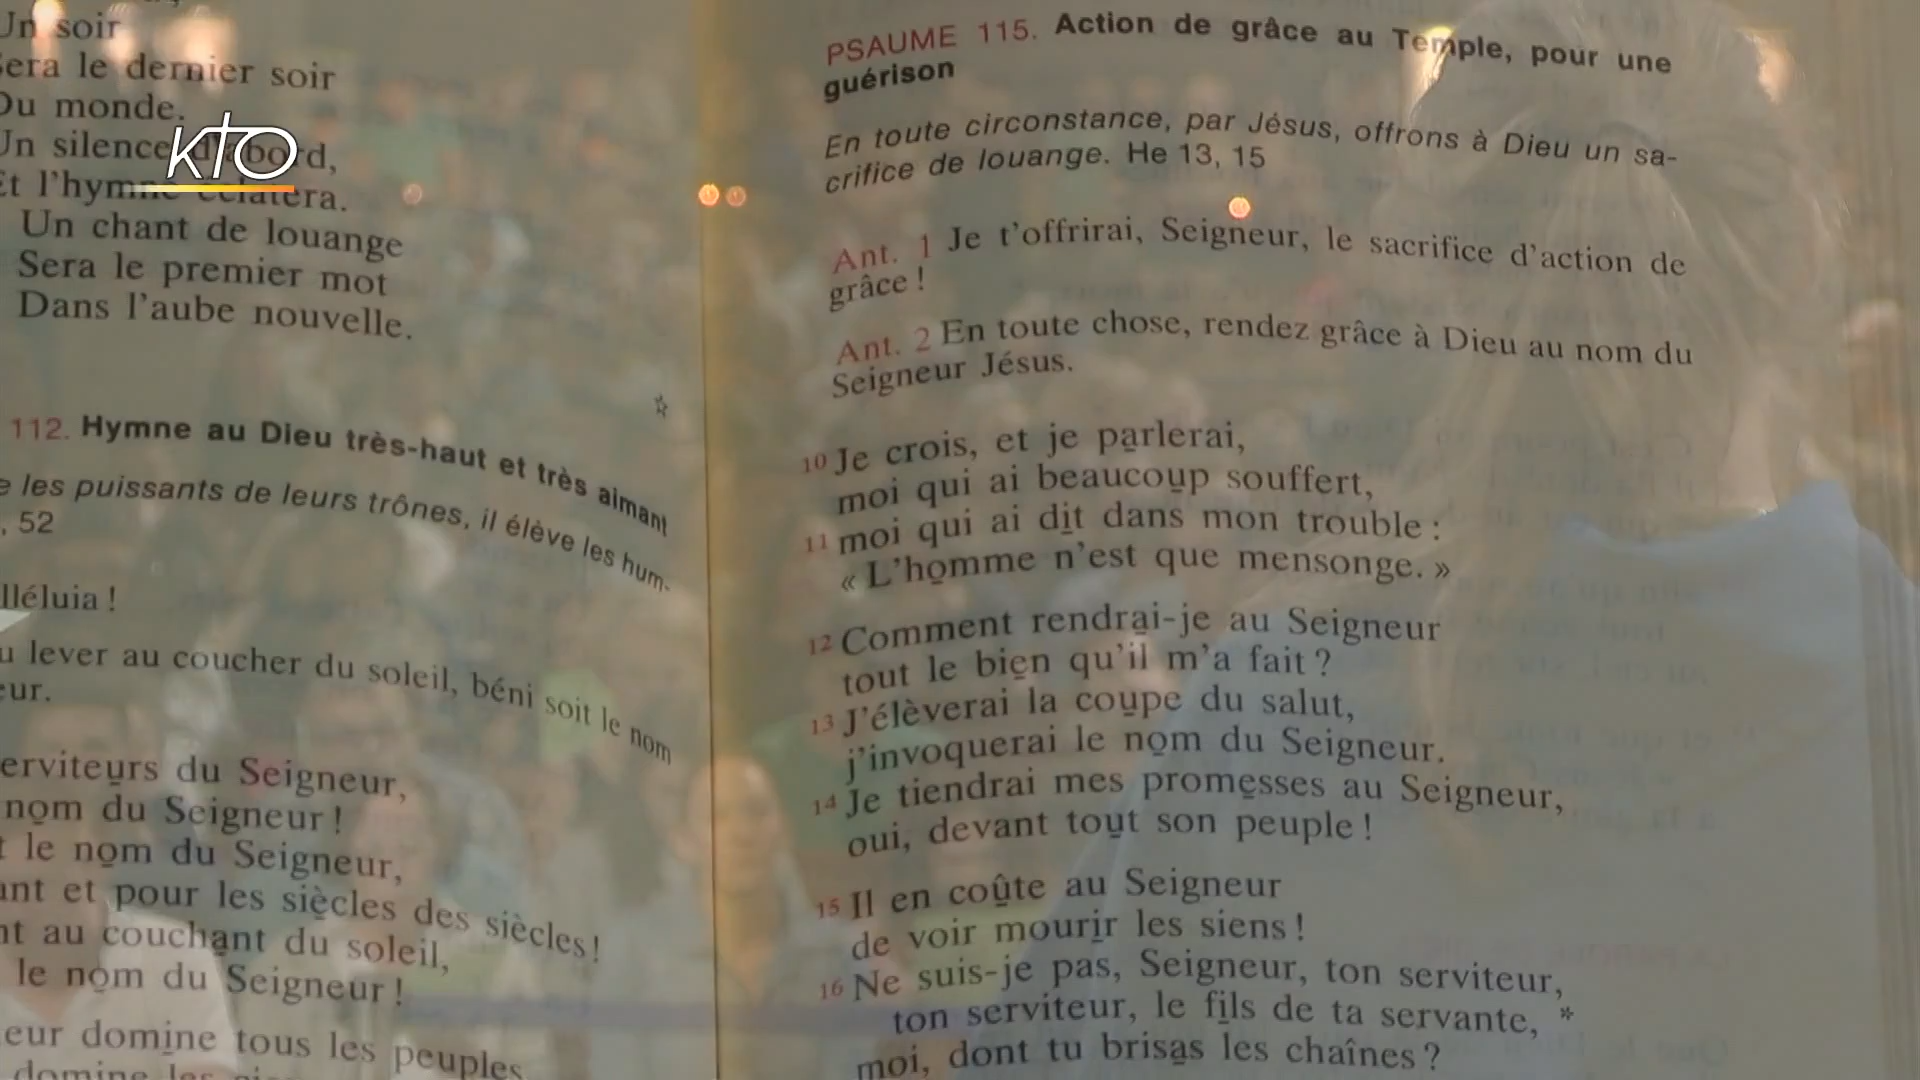 Un soir
Sera le dernier soir
Du monde.
Un silence d'abord,
Et l'hymne éclatera.
Un chant de louange
Sera le premier mot
Dans l'aube nouvelle.
112. Hymne au Dieu très-haut et très aimant
les puissants de leurs trônes, il élève les hum-
, 52
lléluia !
lever au coucher du soleil, béni soit le nom
eur.
erviteurs du Seigneur,
nom du Seigneur !
le nom du Seigneur,
ant et pour les siècles des siècles !
nt au couchant du soleil,
le nom du Seigneur !
eur domine tous les peuples
domine les
KTO
PSAUME 115. Action de grâce au Temple, pour une
guérison
En toute circonstance, par Jésus, offrons à Dieu un sa-
crifice de louange. He 13, 15
Ant. 1 Je t'offrirai, Seigneur, le sacrifice d'action de
grâce !
Ant. 2 En toute chose, rendez grâce à Dieu au nom du
Seigneur Jésus.
10 Je crois, et je parlerai,
moi qui ai beaucoup souffert,
11 moi qui ai dit dans mon trouble :
« L'homme n'est que mensonge. »
12 Comment rendrai-je au Seigneur
tout le bien qu'il m'a fait ?
13 J'élèverai la coupe du salut,
j'invoquerai le nom du Seigneur.
14 Je tiendrai mes promesses au Seigneur,
oui, devant tout son peuple !
15 Il en coûte au Seigneur
de voir mourir les siens !
16 Ne suis-je pas, Seigneur, ton serviteur,
ton serviteur, le fils de ta servante, *
moi, dont tu brisas les chaînes ?